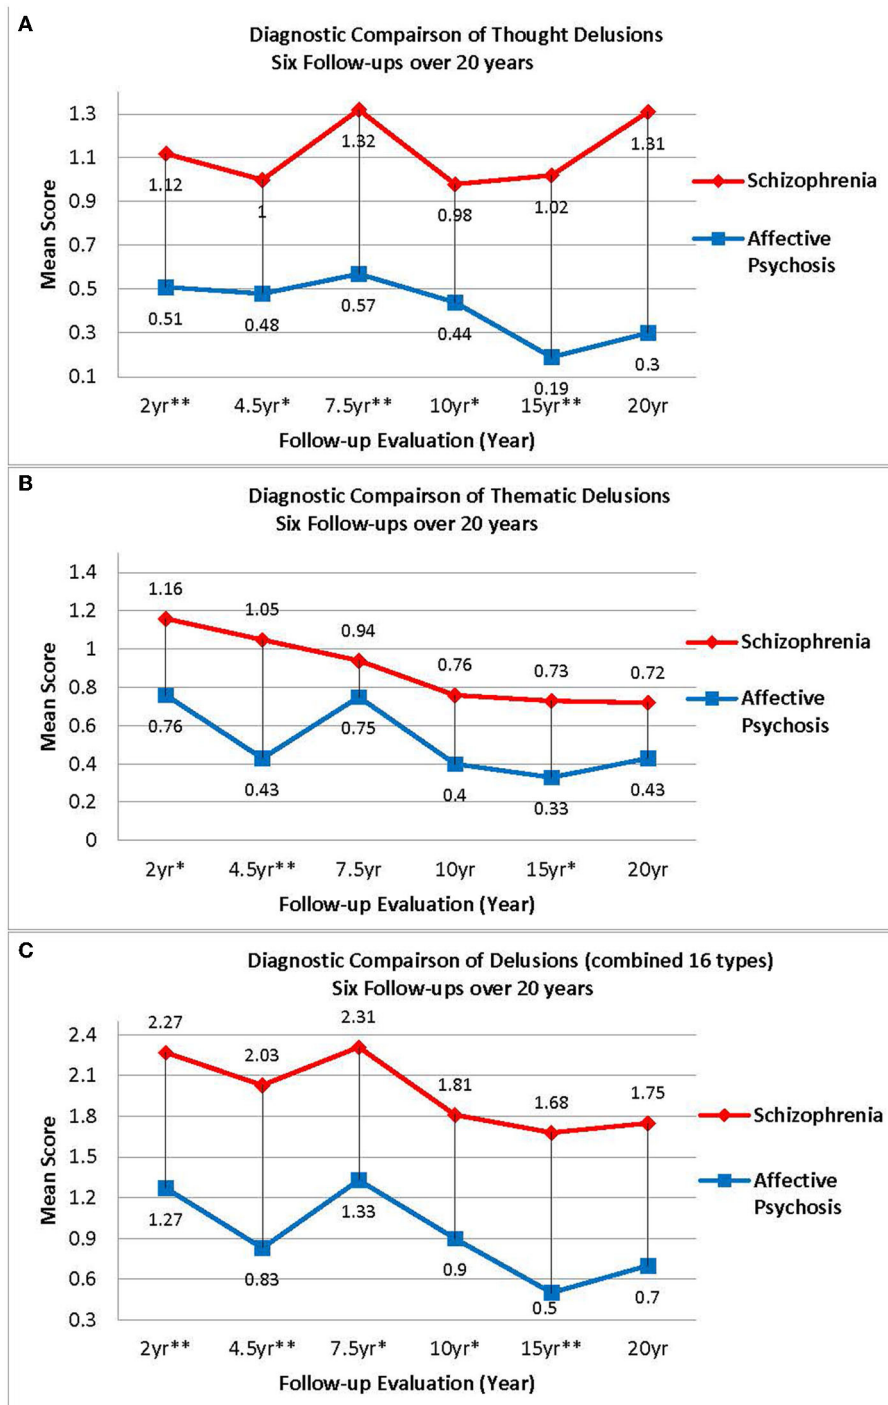 A
Diagnostic Compairson of Thought Delusions
Six Follow-ups over 20 years
Mean Score
1.3
1.1
0.9
0.7
0.5
0.3
0.1
1.12
1
1.32
0.98
1.02
1.31
0.51
0.48
0.57
0.44
0.19
0.3
Schizophrenia
Affective
Psychosis
2yr**
4.5yr*
7.5yr**
10yr*
15yr**
20yr
Follow-up Evaluation (Year)
B
Diagnostic Compairson of Thematic Delusions
Six Follow-ups over 20 years
Mean Score
1.4
1.2
1
0.8
0.6
0.4
0.2
0
1.16
1.05
0.94
0.76
0.73
0.72
0.76
0.43
0.75
0.4
0.33
0.43
Schizophrenia
Affective
Psychosis
2yr*
4.5yr**
7.5yr
10yr
15yr*
20yr
Follow-up Evaluation (Year)
C
Diagnostic Compairson of Delusions (combined 16 types)
Six Follow-ups over 20 years
Mean Score
2.4
2.1
1.8
1.5
1.2
0.9
0.6
0.3
2.27
2.03
2.31
1.81
1.68
1.75
1.27
0.83
1.33
0.9
0.5
0.7
Schizophrenia
Affective
Psychosis
2yr**
4.5yr**
7.5yr*
10yr*
15yr**
20yr
Follow-up Evaluation (Year)